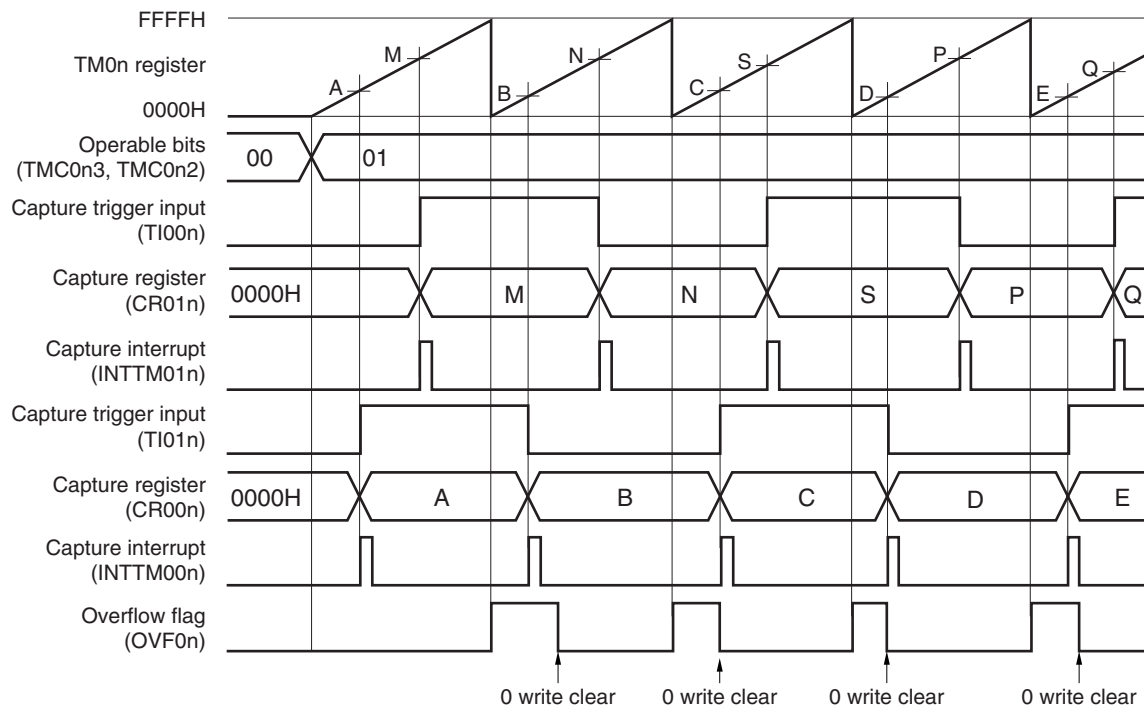 FFFFH
TM0n register
0000H
A M B N C S D P E Q
Operable bits
(TMC0n3, TMC0n2)
00 01
Capture trigger input
(TI00n)
Capture register
(CR01n)
0000H M N S P Q
Capture interrupt
(INTTM01n)
Capture trigger input
(TI01n)
Capture register
(CR00n)
0000H A B C D E
Capture interrupt
(INTTM00n)
Overflow flag
(OVF0n)
0 write clear 0 write clear 0 write clear 0 write clear